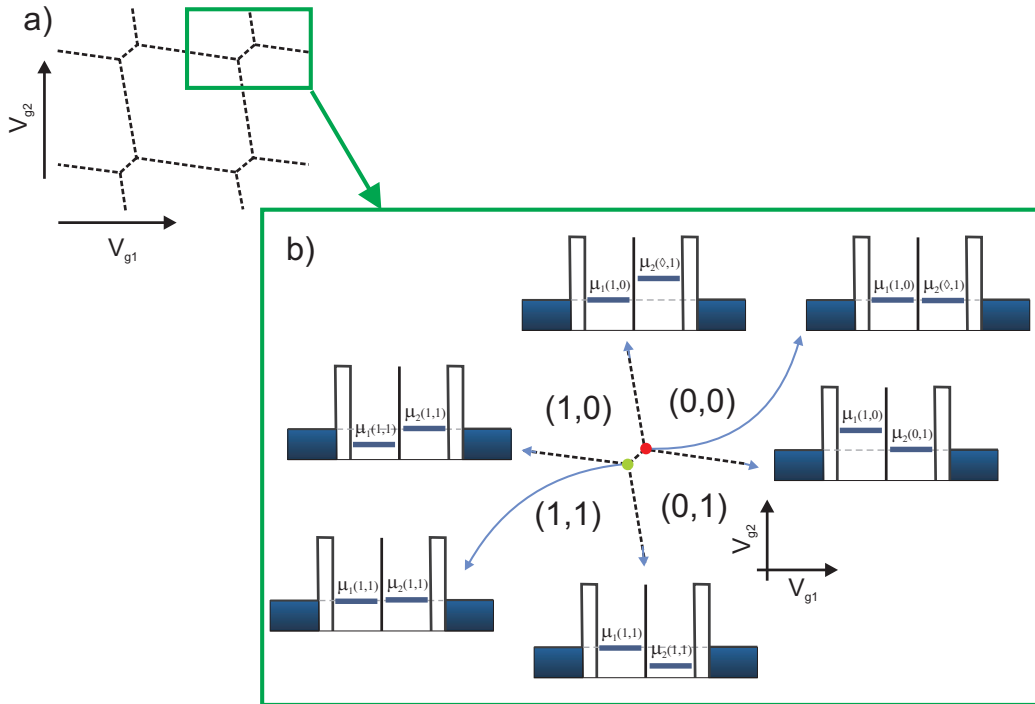 a)
V_g2
V_g1
b)
μ₁(1,0)
μ₂(◊,1)
μ₁(1,0)
μ₂(◊,1)
μ₁(1,1)
μ₂(1,1)
(1,0)
(0,0)
μ₁(1,0)
μ₂(0,1)
(1,1)
(0,1)
V_g2
V_g1
μ₁(1,1)
μ₂(1,1)
μ₁(1,1)
μ₂(1,1)